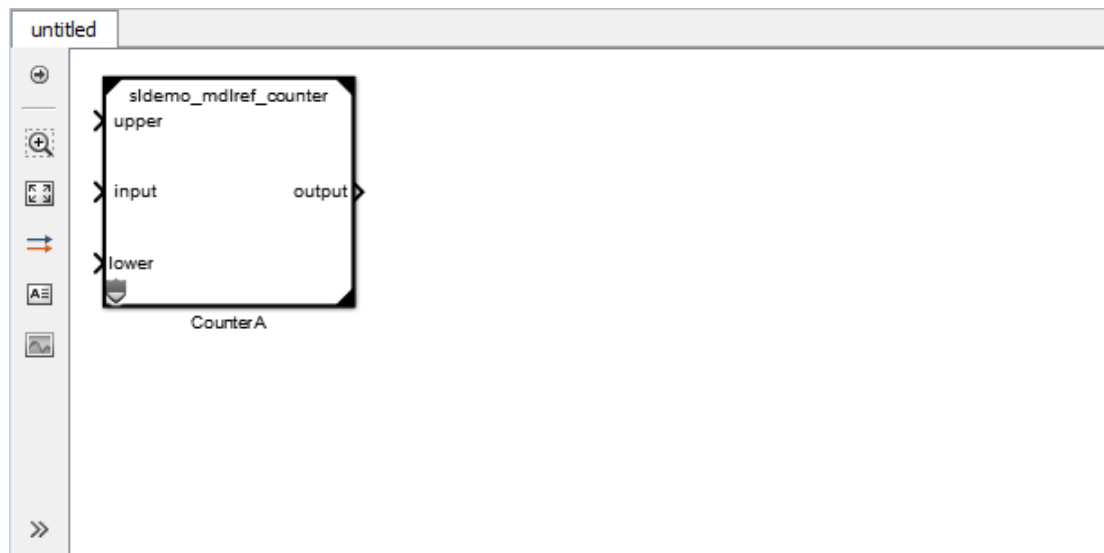 untitled
sldemo_mdlref_counter
upper
input output
lower
CounterA